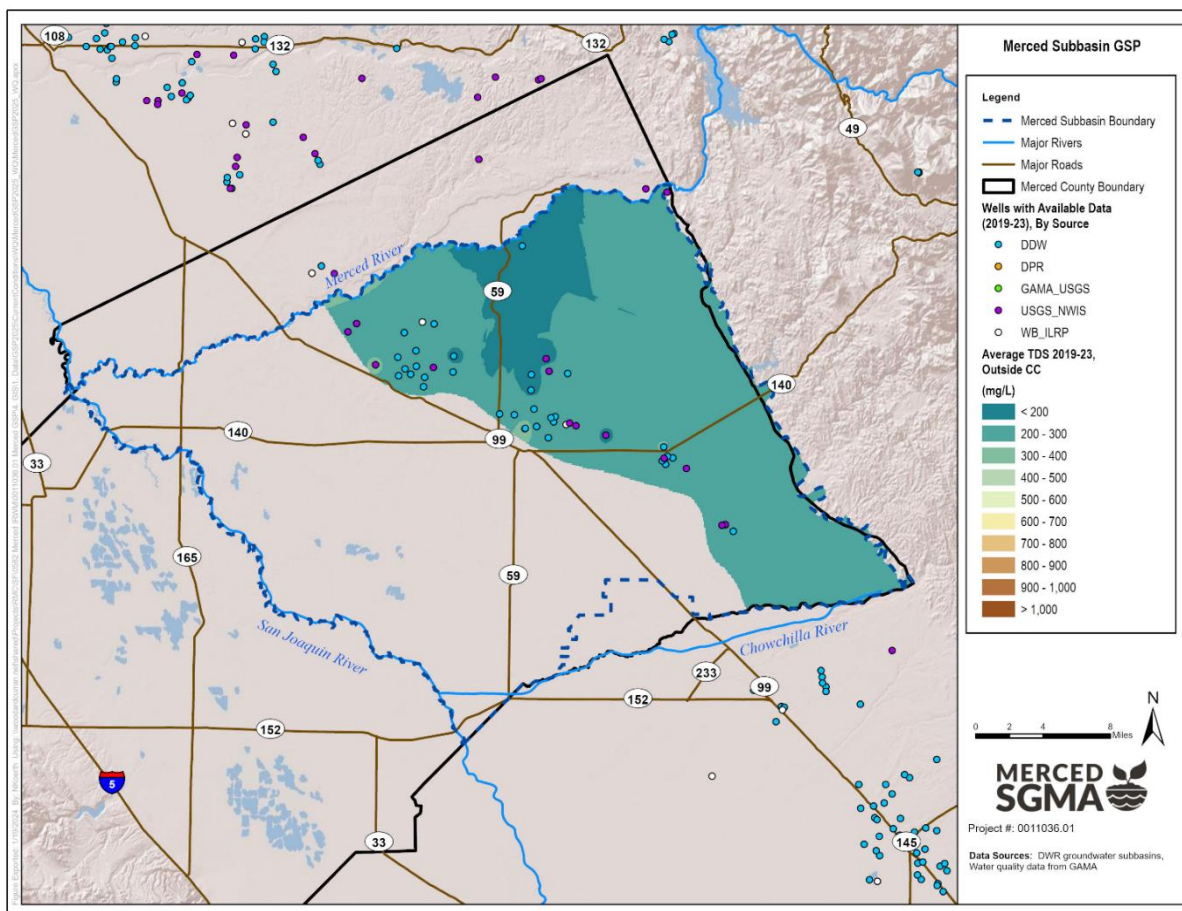 108
132
132
49
Merced River
59
33
140
140
99
165
59
San Joaquin River
Chowchilla River
233
99
152
152
5
33
145
Merced Subbasin GSP
Legend
Merced Subbasin Boundary
Major Rivers
Major Roads
Merced County Boundary
Wells with Available Data
(2019-23), By Source
DDW
DPR
GAMA_USGS
USGS_NWIS
WB_ILRP
Average TDS 2019-23,
Outside CC
(mg/L)
< 200
200 - 300
300 - 400
400 - 500
500 - 600
600 - 700
700 - 800
800 - 900
900 - 1,000
> 1,000
N
0 2 4 8
Miles
MERCED
SGMA
Project #: 0011036.01
Data Sources: DWR groundwater subbasins,
Water quality data from GAMA